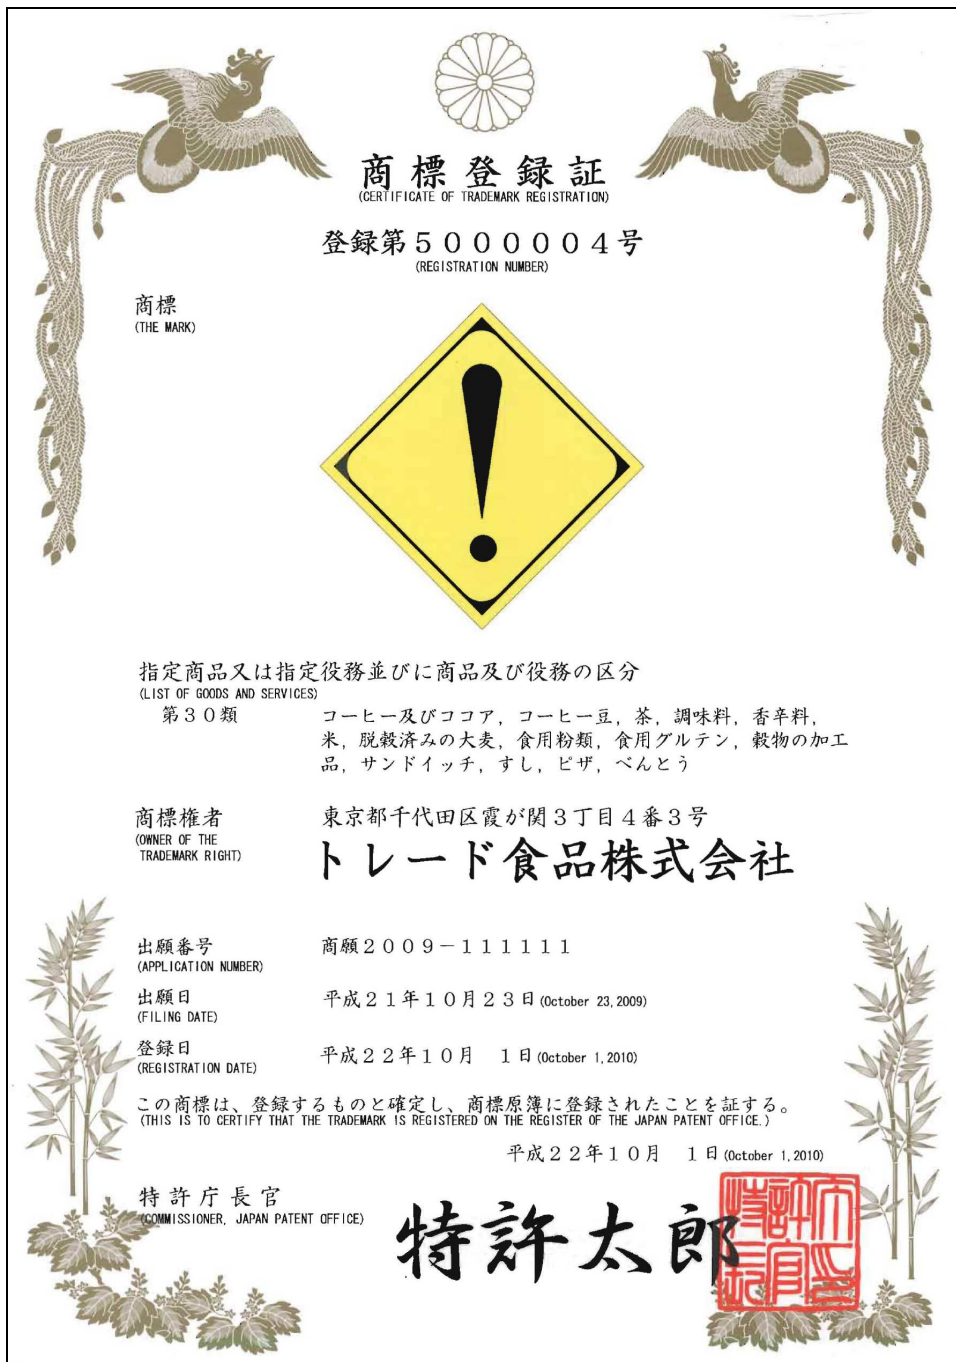 商標登録証
(CERTIFICATE OF TRADEMARK REGISTRATION)
登録第５０００００４号
(REGISTRATION NUMBER)
商標
(THE MARK)
!
指定商品又は指定役務並びに商品及び役務の区分
(LIST OF GOODS AND SERVICES)
第３０類 コーヒー及びココア，コーヒー豆，茶，調味料，香辛料，
米，脱穀済みの大麦，食用粉類，食用グルテン，穀物の加工
品，サンドイッチ，すし，ピザ，べんとう
商標権者 東京都千代田区霞が関３丁目４番３号
(OWNER OF THE
TRADEMARK RIGHT)
トレード食品株式会社
出願番号 商願２００９－１１１１１１
(APPLICATION NUMBER)
出願日 平成２１年１０月２３日(October 23, 2009)
(FILING DATE)
登録日 平成２２年１０月　１日(October 1, 2010)
(REGISTRATION DATE)
この商標は、登録するものと確定し、商標原簿に登録されたことを証する。
(THIS IS TO CERTIFY THAT THE TRADEMARK IS REGISTERED ON THE REGISTER OF THE JAPAN PATENT OFFICE.)
平成２２年１０月　１日(October 1, 2010)
特許庁長官
(COMMISSIONER, JAPAN PATENT OFFICE)
特許太郎